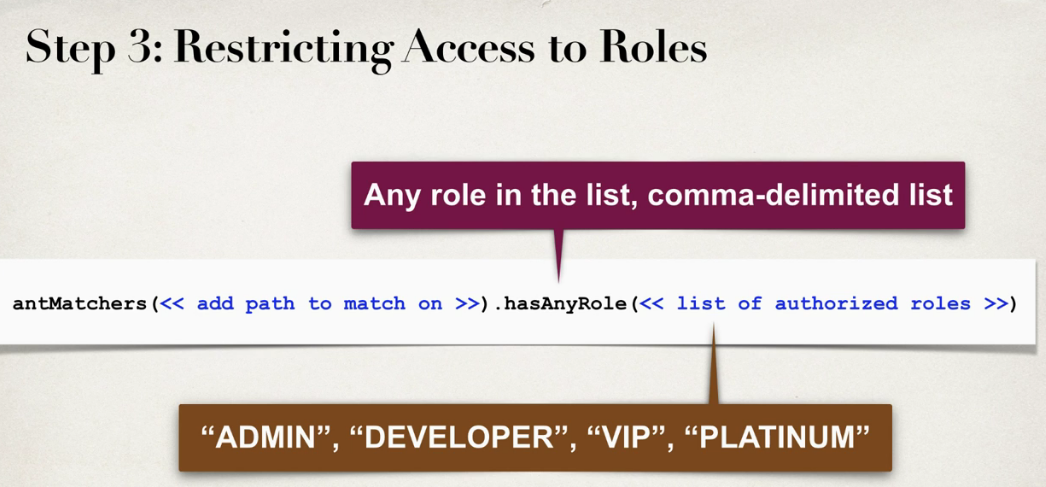 Step 3: Restricting Access to Roles
Any role in the list, comma-delimited list
antMatchers(<< add path to match on >>).hasAnyRole(<< list of authorized roles >>)
“ADMIN”, “DEVELOPER”, “VIP”, “PLATINUM”